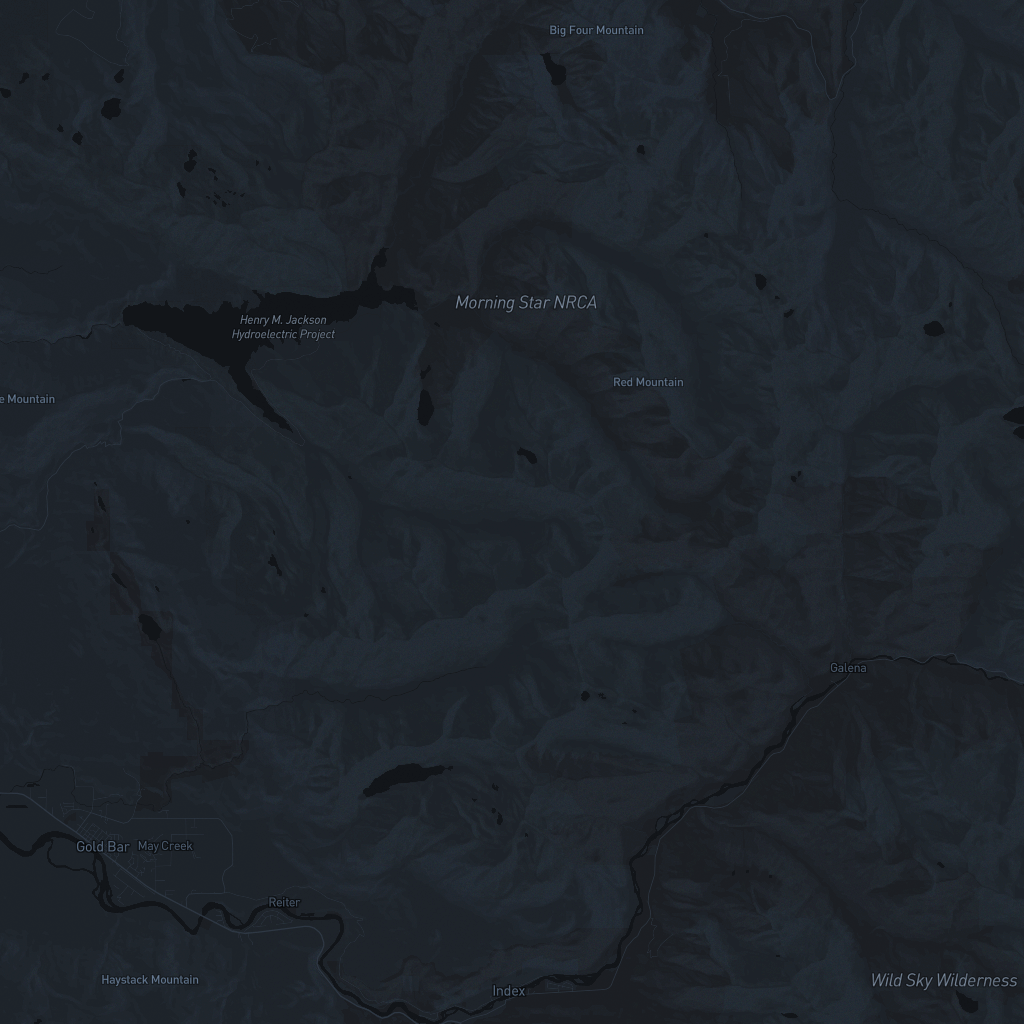 Big Four Mountain
Morning Star NRCA
Henry M. Jackson
Hydroelectric Project
Red Mountain
e Mountain
Galena
Gold Bar
May Creek
Reiter
Haystack Mountain
Wild Sky Wilderness
Index